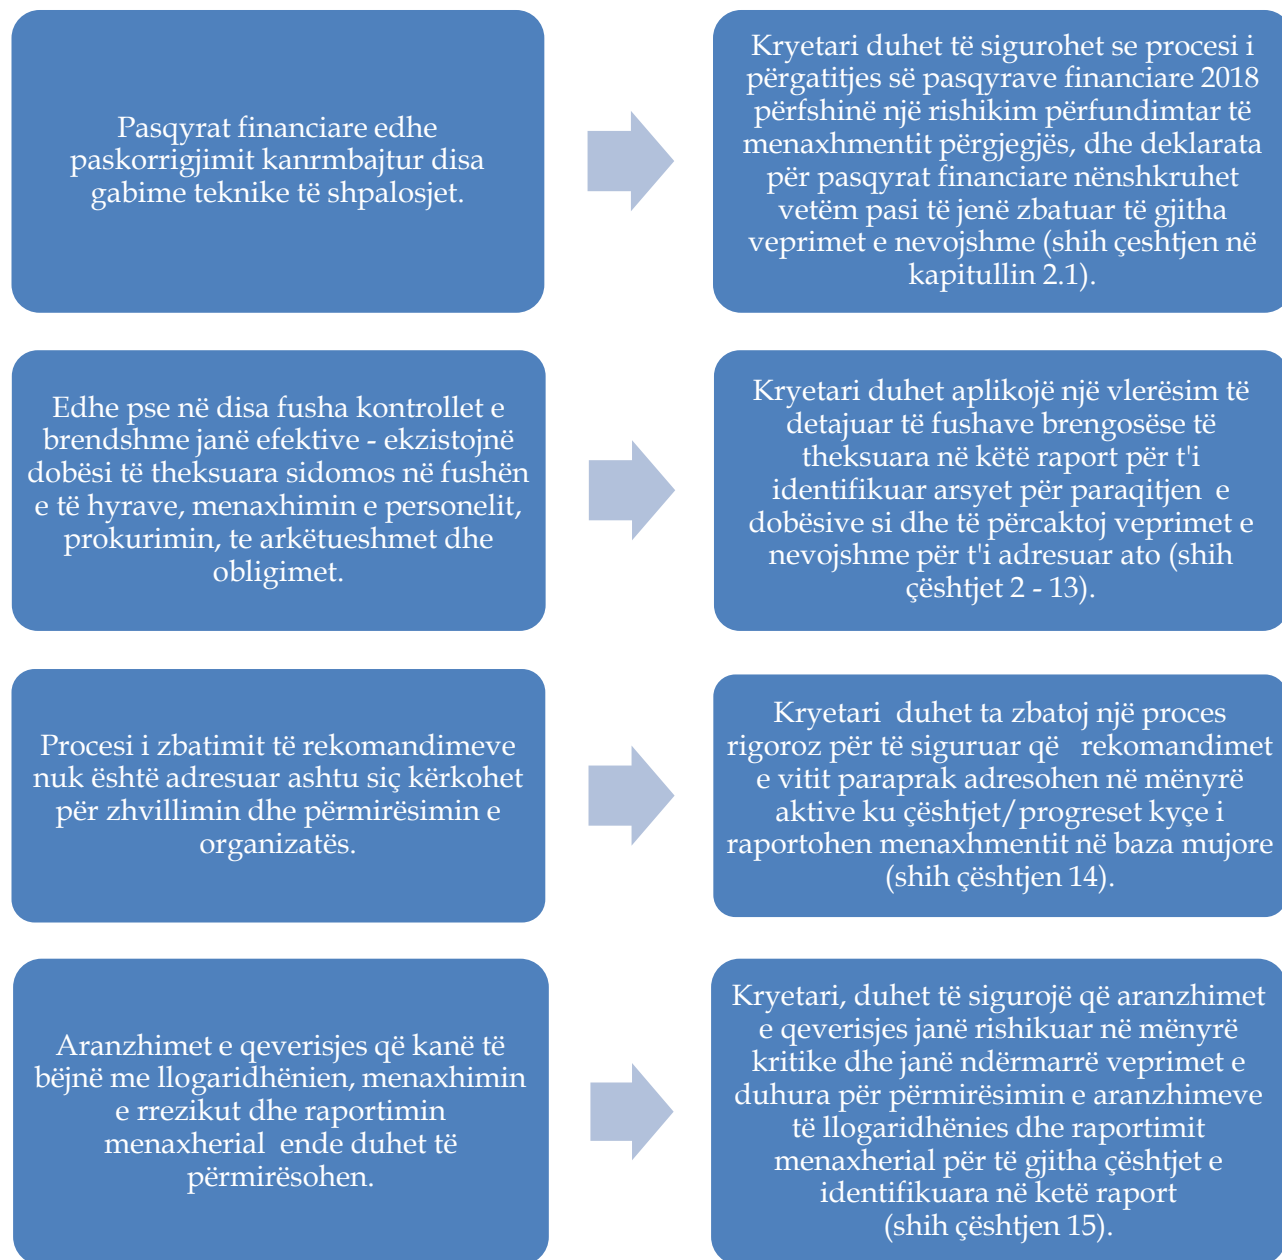 Pasqyrat financiare edhe
paskorrigjimit kanrmbajtur disa
gabime teknike të shpalosjet.
Kryetari duhet të sigurohet se procesi i
përgatitjes së pasqyrave financiare 2018
përfshinë një rishikim përfundimtar të
menaxhmentit përgjegjës, dhe deklarata
për pasqyrat financiare nënshkruhet
vetëm pasi të jenë zbatuar të gjitha
veprimet e nevojshme (shih çeshtjen në
kapitullin 2.1).
Edhe pse në disa fusha kontrollet e
brendshme janë efektive - ekzistojnë
dobësi të theksuara sidomos në fushën
e të hyrave, menaxhimin e personelit,
prokurimin, te arkëtueshmet dhe
obligimet.
Kryetari duhet aplikojë një vlerësim të
detajuar të fushave brengosëse të
theksuara në këtë raport për t'i
identifikuar arsyet për paraqitjen e
dobësive si dhe të përcaktoj veprimet e
nevojshme për t'i adresuar ato (shih
çështjet 2 - 13).
Procesi i zbatimit të rekomandimeve
nuk është adresuar ashtu siç kërkohet
për zhvillimin dhe përmirësimin e
organizatës.
Kryetari duhet ta zbatoj një proces
rigoroz për të siguruar që rekomandimet
e vitit paraprak adresohen në mënyrë
aktive ku çështjet/progreset kyçe i
raportohen menaxhmentit në baza mujore
(shih çështjen 14).
Aranzhimet e qeverisjes që kanë të
bëjnë me llogaridhënien, menaxhimin
e rrezikut dhe raportimin
menaxherial ende duhet të
përmirësohen.
Kryetari, duhet të sigurojë që aranzhimet
e qeverisjes janë rishikuar në mënyrë
kritike dhe janë ndërmarrë veprimet e
duhura për përmirësimin e aranzhimeve
të llogaridhënies dhe raportimit
menaxherial për të gjitha çështjet e
identifikuara në ketë raport
(shih çështjen 15).